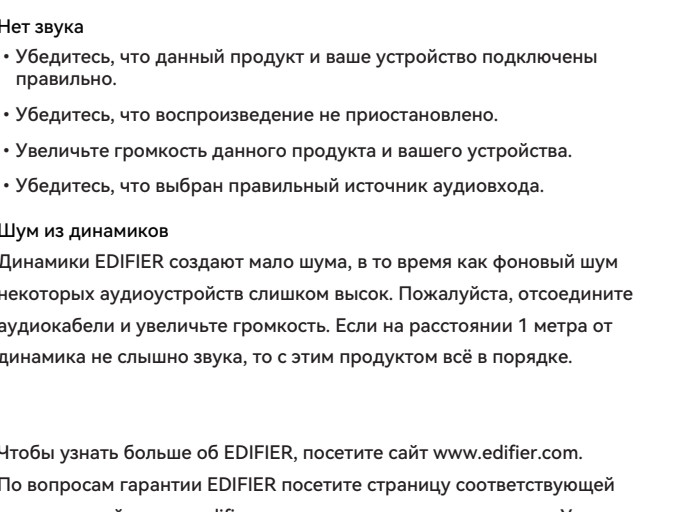 Нет звука
• Убедитесь, что данный продукт и ваше устройство подключены
правильно.
• Убедитесь, что воспроизведение не приостановлено.
• Увеличьте громкость данного продукта и вашего устройства.
• Убедитесь, что выбран правильный источник аудиовхода.
Шум из динамиков
Динамики EDIFIER создают мало шума, в то время как фоновый шум
некоторых аудиоустройств слишком высок. Пожалуйста, отсоедините
аудиокабели и увеличьте громкость. Если на расстоянии 1 метра от
динамика не слышно звука, то с этим продуктом всё в порядке.
Чтобы узнать больше об EDIFIER, посетите сайт www.edifier.com.
По вопросам гарантии EDIFIER посетите страницу соответствующей